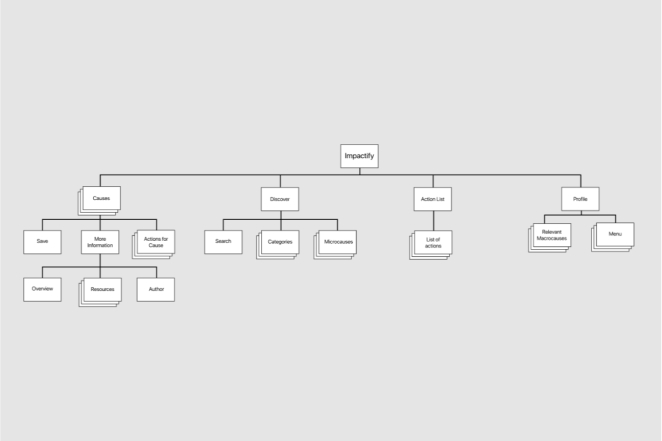 Impactify
Causes
Discover
Action List
Profile
Save
More
Information
Actions for
Cause
Search
Categories
Microcauses
List of
actions
Relevant
Macrocauses
Menu
Overview
Resources
Author